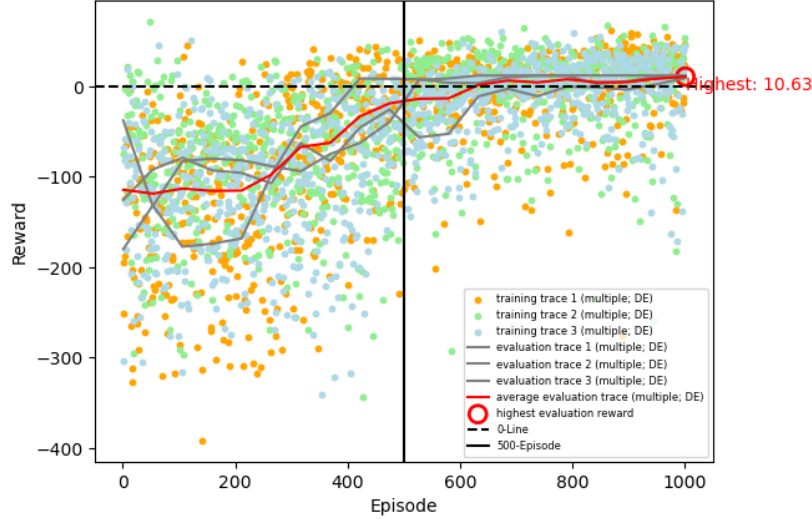 0
−100
−200
−300
−400
Reward
Highest: 10.63
training trace 1 (multiple; DE)
training trace 2 (multiple; DE)
training trace 3 (multiple; DE)
evaluation trace 1 (multiple; DE)
evaluation trace 2 (multiple; DE)
evaluation trace 3 (multiple; DE)
average evaluation trace (multiple; DE)
highest evaluation reward
0-Line
500-Episode
0 200 400 600 800 1000
Episode